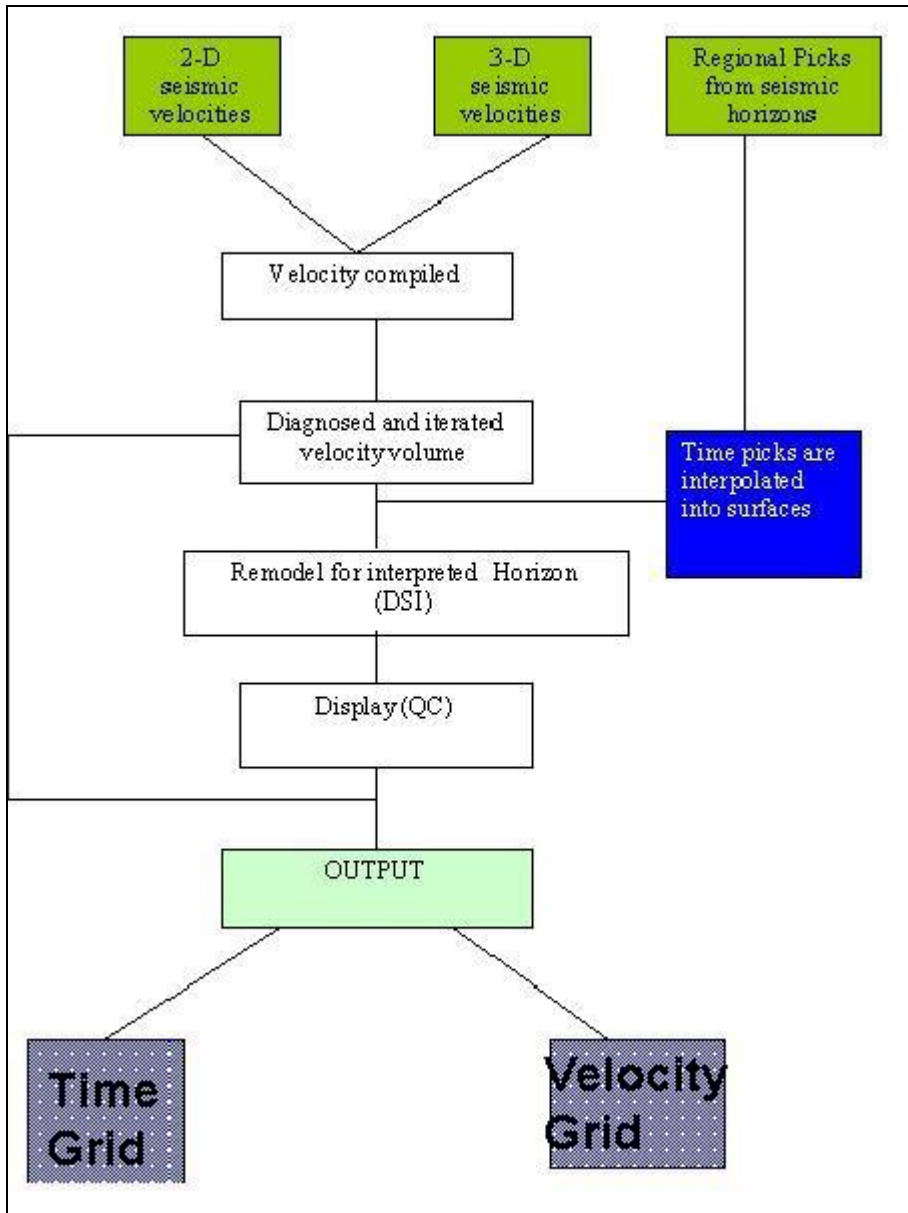 2-D
seismic
velocities
3-D
seismic
velocities
Regional Picks
from seismic
horizons
Velocity compiled
Diagnosed and iterated
velocity volume
Time picks are
interpolated
into surfaces
Remodel for interpreted Horizon
(DSI)
Display (QC)
OUTPUT
Time
Grid
Velocity
Grid